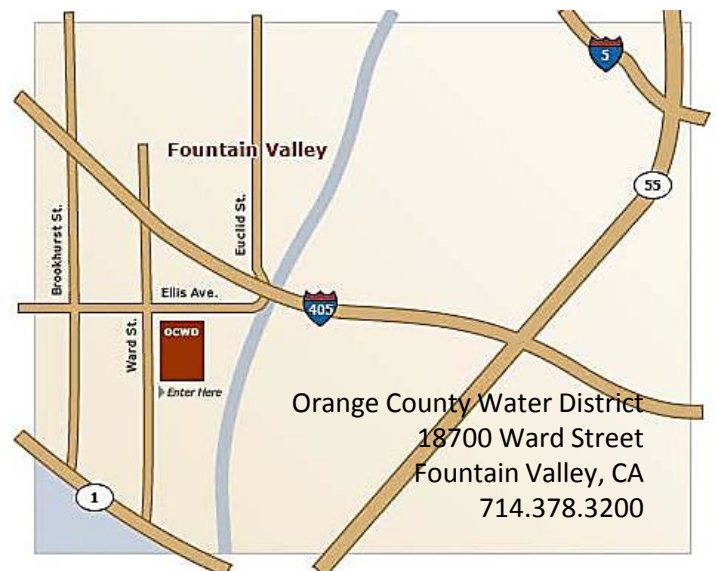 5
Fountain Valley
55
Brookhurst St.
Euclid St.
Ellis Ave.
405
Ward St.
OCWD
Enter Here
Orange County Water District
18700 Ward Street
Fountain Valley, CA
714.378.3200
1